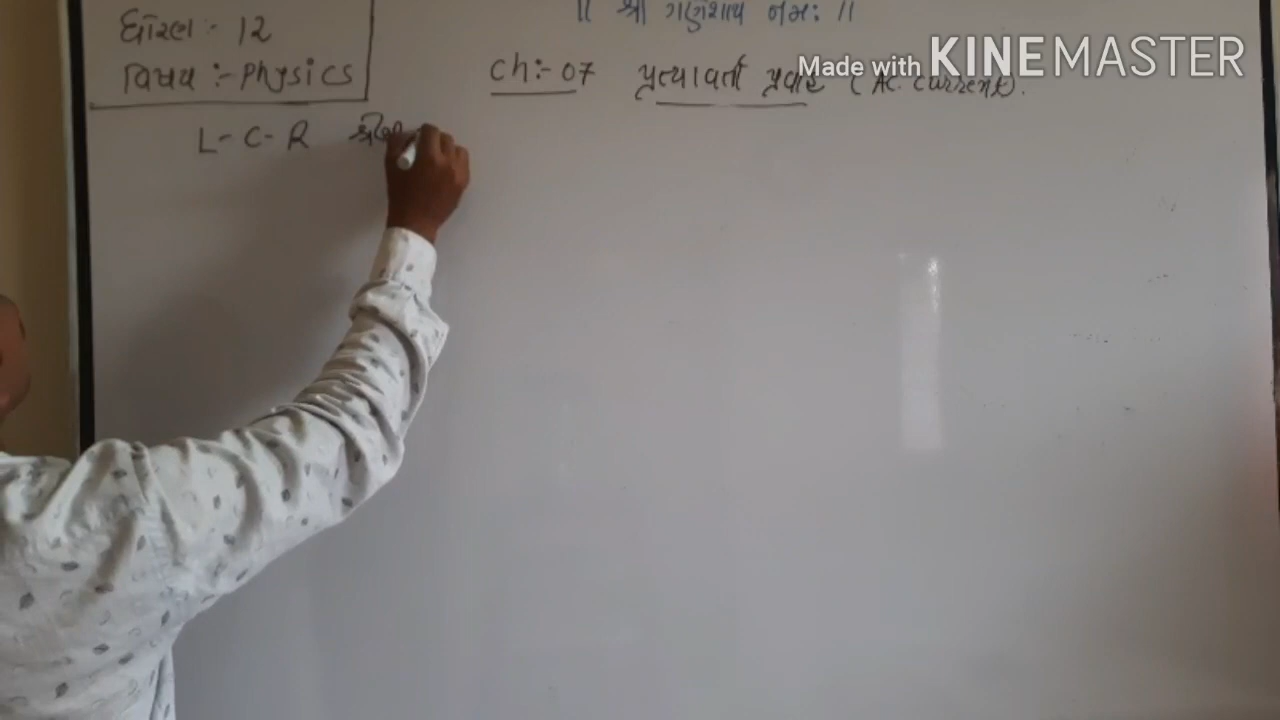 ॥ શ્રી ગણેશાય નમઃ ॥
ધોરણ :- 12
વિષય :- Physics
Ch :- 07 પ્રત્યાવર્તી પ્રવાહ (AC. Current).
Made with KINEMASTER
L - C - R